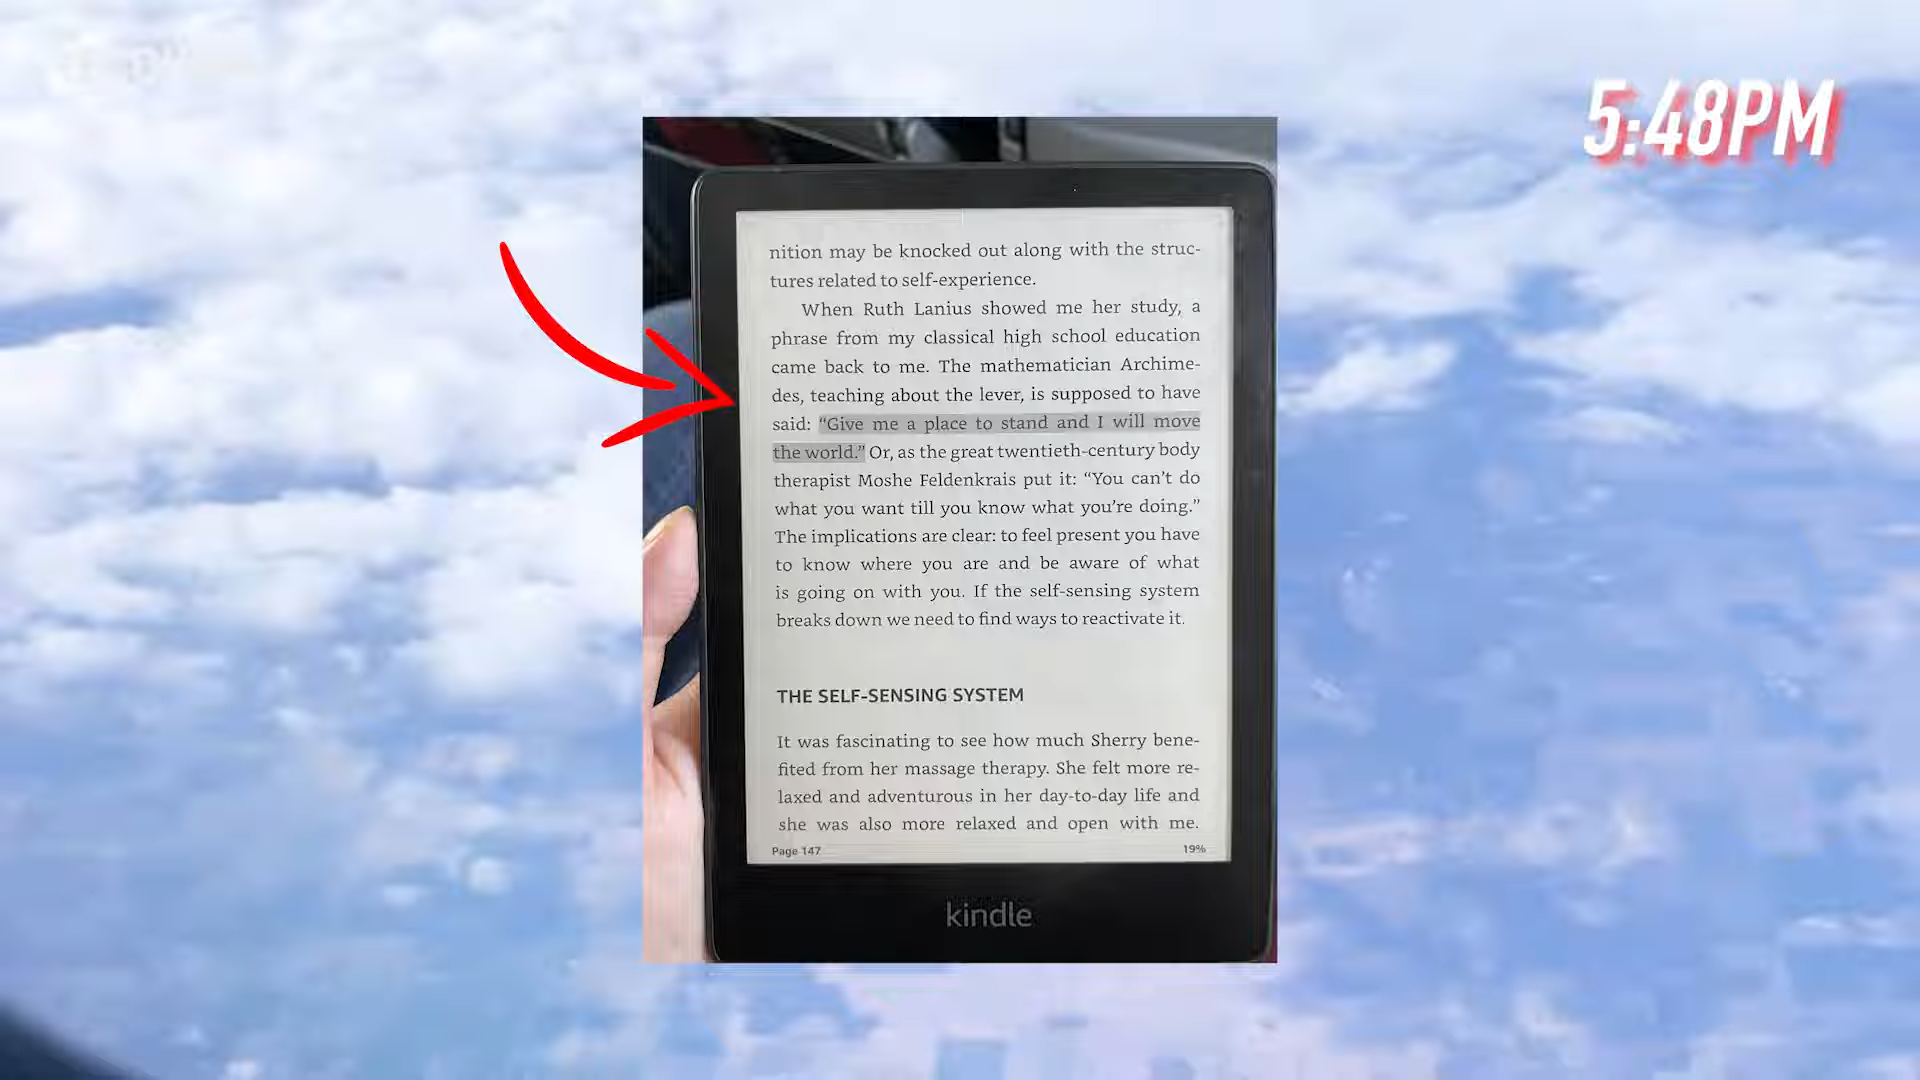 5:48PM
nition may be knocked out along with the struc-
tures related to self-experience.
When Ruth Lanius showed me her study, a
phrase from my classical high school education
came back to me. The mathematician Archime-
des, teaching about the lever, is supposed to have
said: “Give me a place to stand and I will move
the world.” Or, as the great twentieth-century body
therapist Moshe Feldenkrais put it: “You can’t do
what you want till you know what you’re doing.”
The implications are clear: to feel present you have
to know where you are and be aware of what
is going on with you. If the self-sensing system
breaks down we need to find ways to reactivate it.
THE SELF-SENSING SYSTEM
It was fascinating to see how much Sherry bene-
fited from her massage therapy. She felt more re-
laxed and adventurous in her day-to-day life and
she was also more relaxed and open with me.
Page 147
19%
kindle